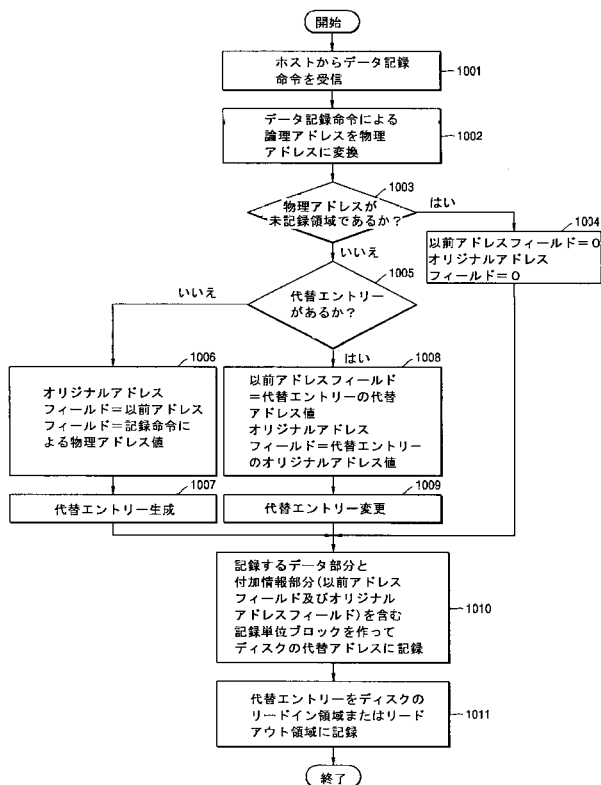 開始
ホストからデータ記録
命令を受信
1001
データ記録命令による
論理アドレスを物理
アドレスに変換
1002
1003
物理アドレスが
未記録領域であるか？
はい
いいえ
1004
以前アドレスフィールド＝0
オリジナルアドレス
フィールド＝0
1005
代替エントリー
があるか？
いいえ
はい
1006
オリジナルアドレス
フィールド＝以前アドレス
フィールド＝記録命令に
よる物理アドレス値
1008
以前アドレスフィールド
＝代替エントリーの代替
アドレス値
オリジナルアドレス
フィールド＝代替エントリー
のオリジナルアドレス値
1007
代替エントリー生成
1009
代替エントリー変更
記録するデータ部分と
付加情報部分(以前アドレス
フィールド及びオリジナル
アドレスフィールド)を含む
記録単位ブロックを作って
ディスクの代替アドレスに記録
1010
代替エントリーをディスクの
リードイン領域またはリード
アウト領域に記録
1011
終了